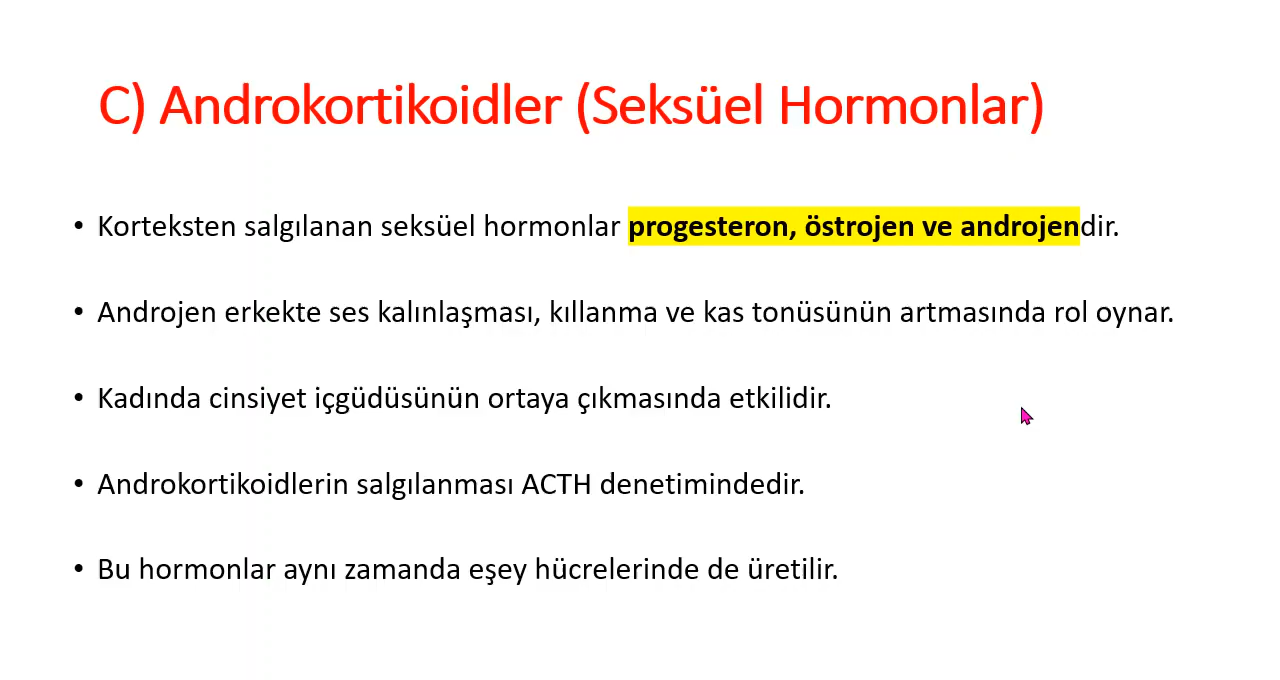 C) Androkortikoidler (Seksüel Hormonlar)
• Korteksten salgılanan seksüel hormonlar progesteron, östrojen ve androjendir.
• Androjen erkekte ses kalınlaşması, kıllanma ve kas tonüsünün artmasında rol oynar.
• Kadında cinsiyet içgüdüsünün ortaya çıkmasında etkilidir.
• Androkortikoidlerin salgılanması ACTH denetimindedir.
• Bu hormonlar aynı zamanda eşey hücrelerinde de üretilir.